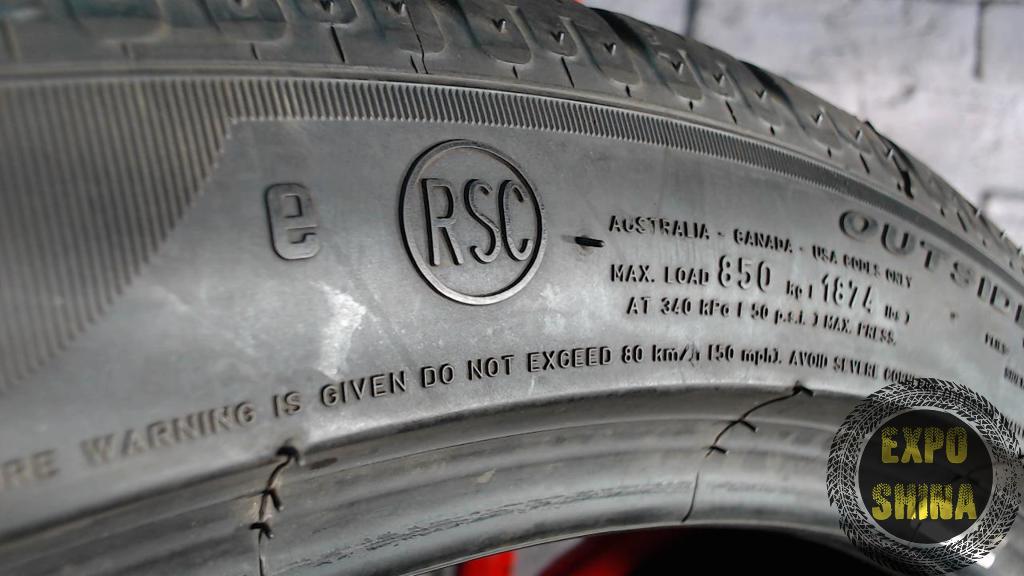 e
RSC
AUSTRALIA - CANADA - USA CODES ONLY
MAX. LOAD 850 kg ( 1874 lbs )
AT 340 KPa ( 50 p.s.i. ) MAX. PRESS.
OUTSIDE
RE WARNING IS GIVEN DO NOT EXCEED 80 km/h (50 mph). AVOID SEVERE
EXPO
SHINA